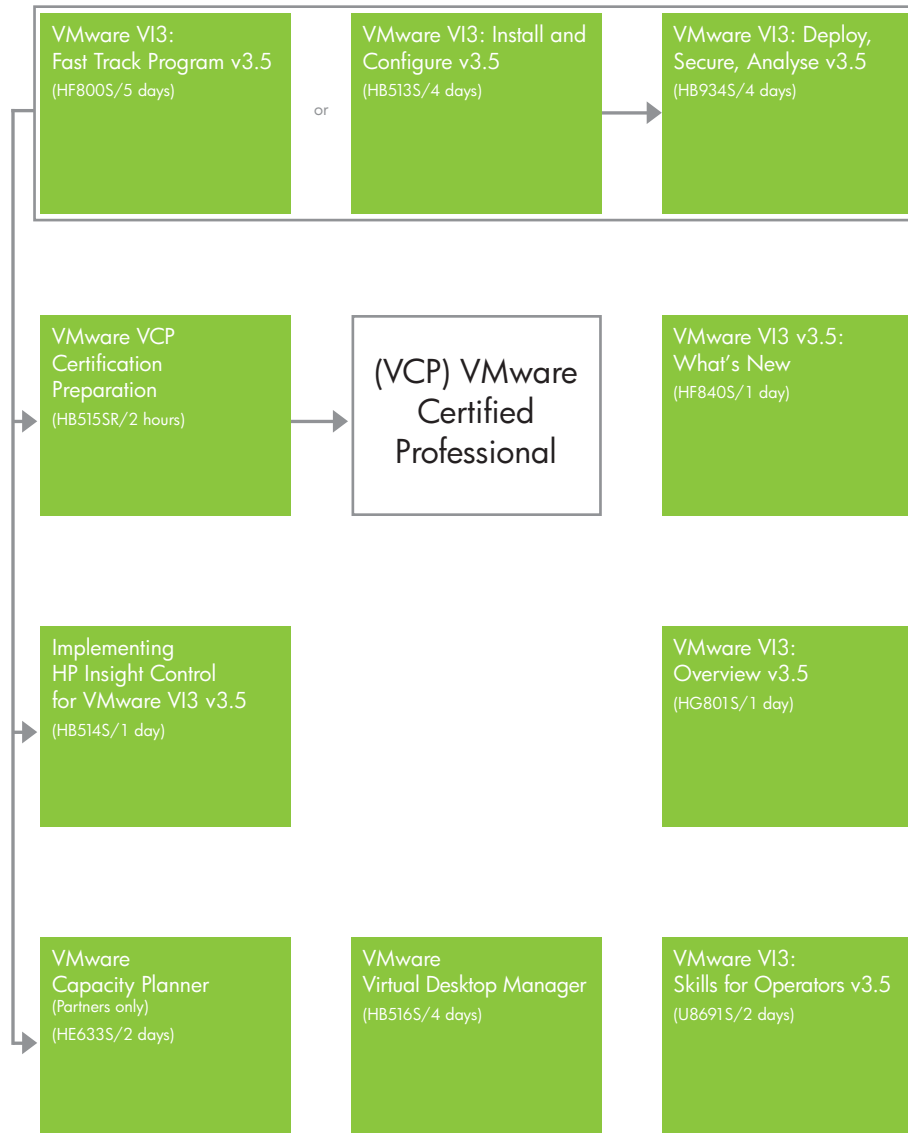 VMware VI3:
Fast Track Program v3.5
(HF800S/5 days)
or
VMware VI3: Install and
Configure v3.5
(HB513S/4 days)
VMware VI3: Deploy,
Secure, Analyse v3.5
(HB934S/4 days)
VMware VCP
Certification
Preparation
(HB515SR/2 hours)
(VCP) VMware
Certified
Professional
VMware VI3 v3.5:
What's New
(HF840S/1 day)
Implementing
HP Insight Control
for VMware VI3 v3.5
(HB514S/1 day)
VMware VI3:
Overview v3.5
(HG801S/1 day)
VMware
Capacity Planner
(Partners only)
(HE633S/2 days)
VMware
Virtual Desktop Manager
(HB516S/4 days)
VMware VI3:
Skills for Operators v3.5
(U8691S/2 days)